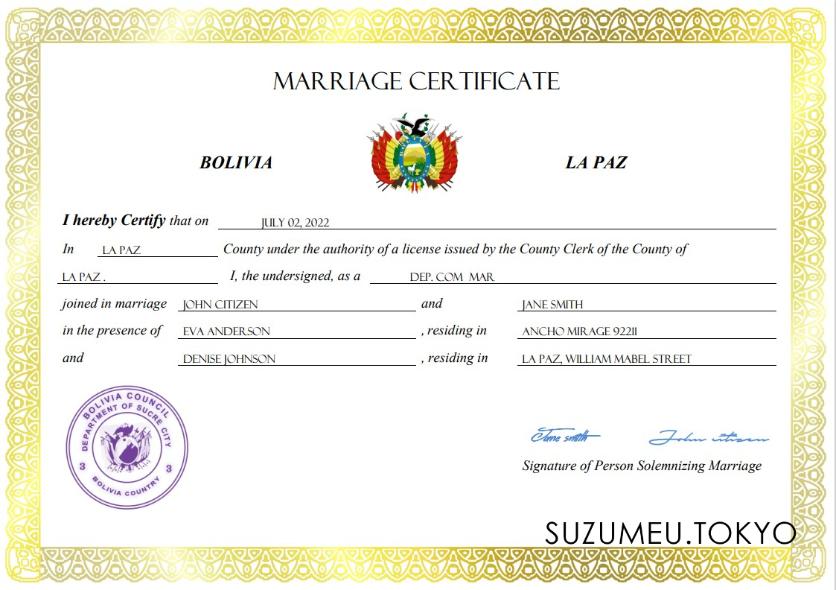 MARRIAGE CERTIFICATE
BOLIVIA LA PAZ
I hereby Certify that on JULY 02, 2022
In LA PAZ County under the authority of a license issued by the County Clerk of the County of
LA PAZ . I, the undersigned, as a DEP. COM MAR
joined in marriage JOHN CITIZEN and JANE SMITH
in the presence of EVA ANDERSON , residing in ANCHO MIRAGE 92211
and DENISE JOHNSON , residing in LA PAZ, WILLIAM MABEL STREET
BOLIVIA COUNCIL
DEPARTMENT OF SUCRE CITY
3 3
BOLIVIA COUNTRY
Jane smith John citizen
Signature of Person Solemnizing Marriage
SUZUMEU.TOKYO